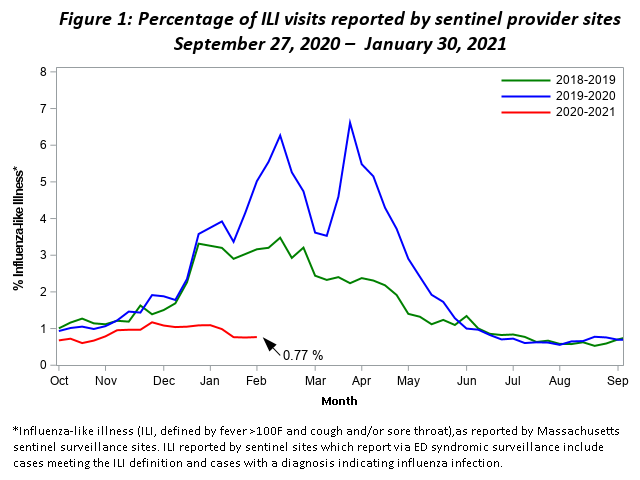 Figure 1: Percentage of ILI visits reported by sentinel provider sites
September 27, 2020 – January 30, 2021
8
7
6
5
4
3
2
1
0
% Influenza-like Illness*
2018-2019
2019-2020
2020-2021
0.77 %
Oct Nov Dec Jan Feb Mar Apr May Jun Jul Aug Sep
Month
*Influenza-like illness (ILI, defined by fever >100F and cough and/or sore throat),as reported by Massachusetts
sentinel surveillance sites. ILI reported by sentinel sites which report via ED syndromic surveillance include
cases meeting the ILI definition and cases with a diagnosis indicating influenza infection.